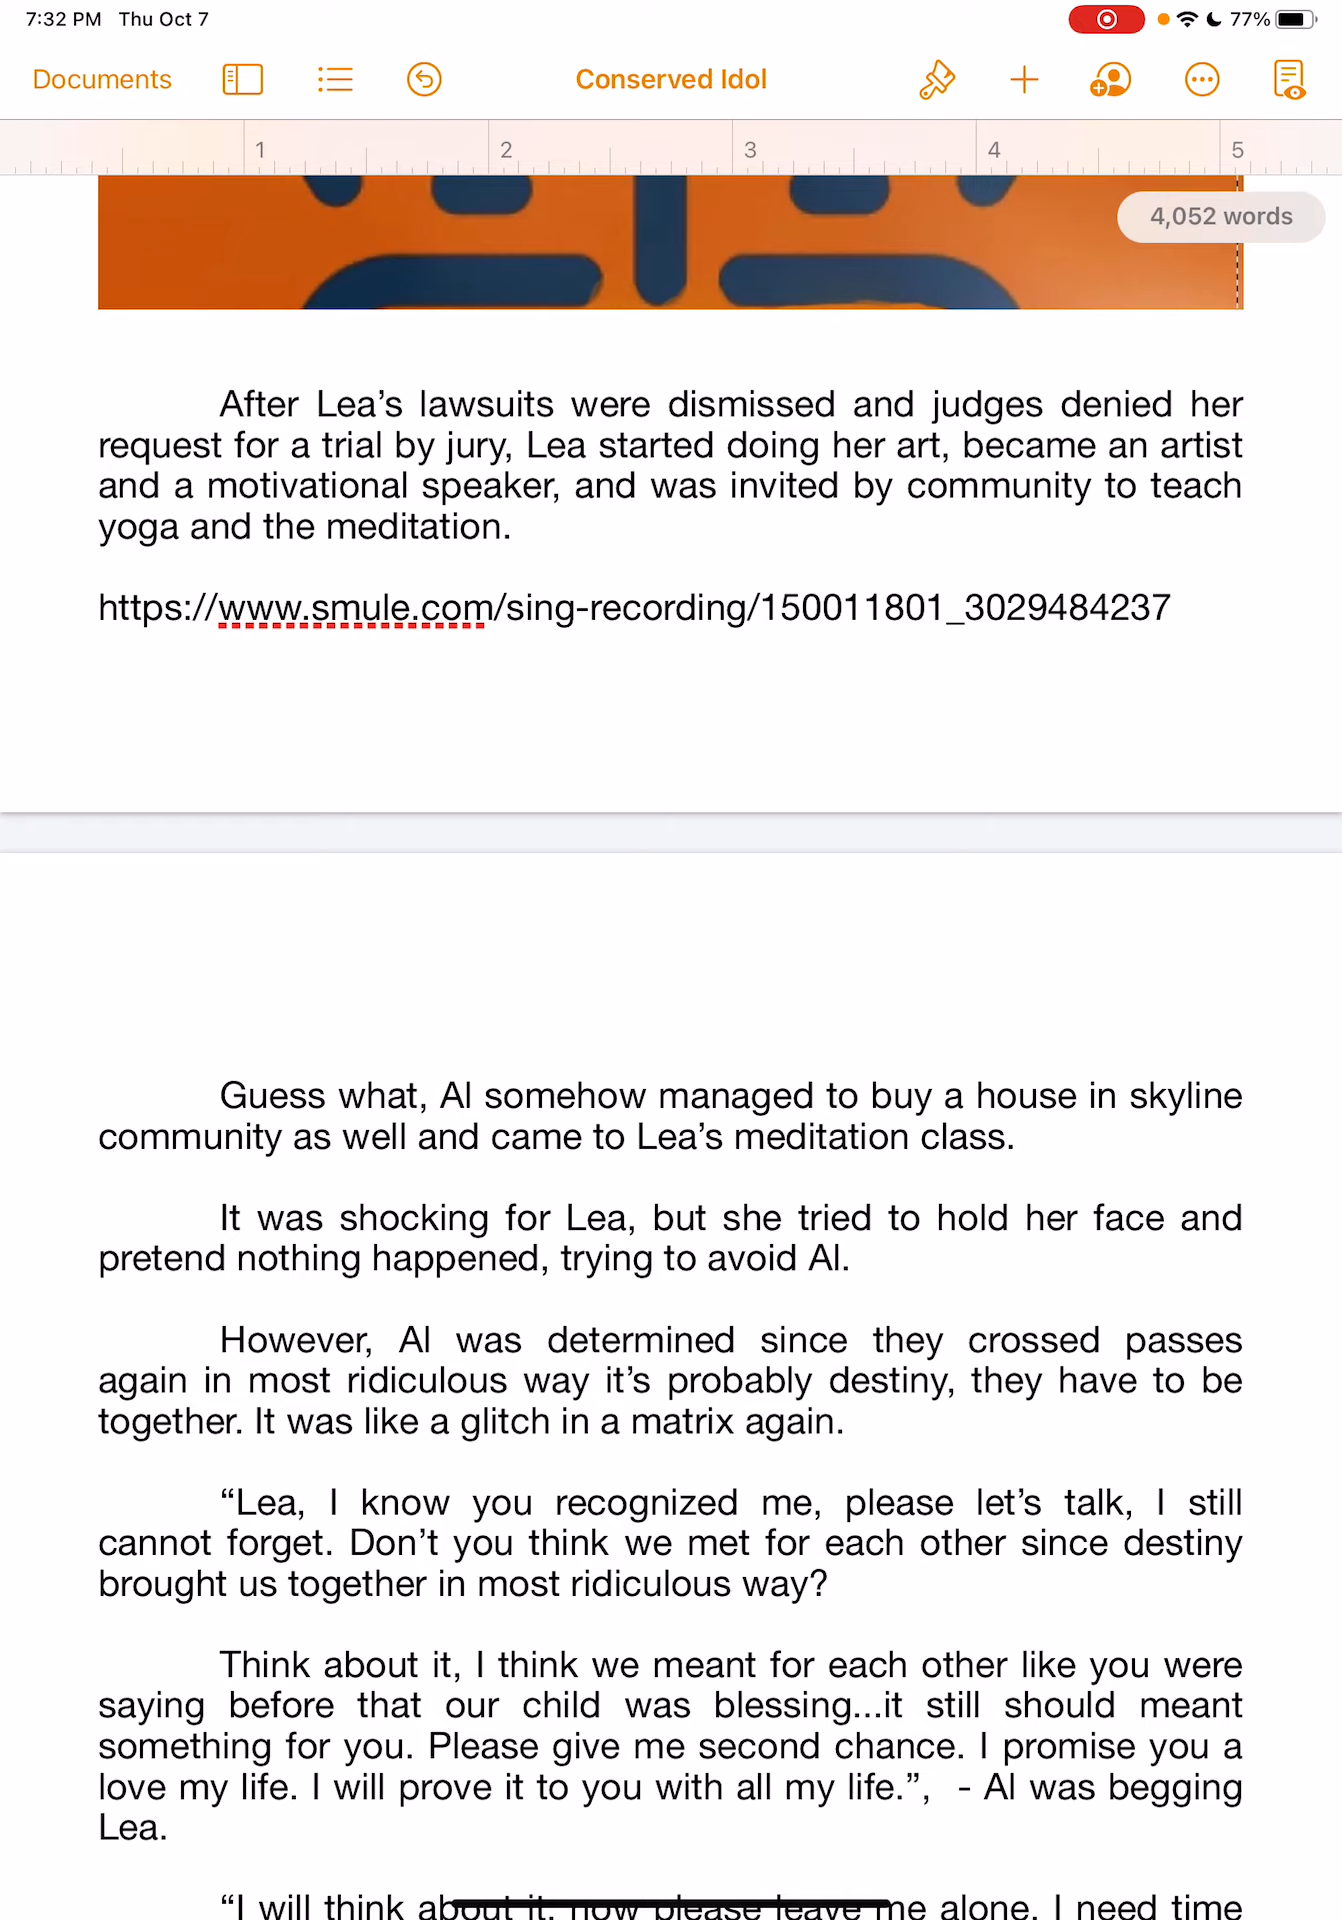 7:32 PM Thu Oct 7
77%
Documents
Conserved Idol
1 2 3 4 5
4,052 words
After Lea’s lawsuits were dismissed and judges denied her
request for a trial by jury, Lea started doing her art, became an artist
and a motivational speaker, and was invited by community to teach
yoga and the meditation.
https://www.smule.com/sing-recording/150011801_3029484237
Guess what, Al somehow managed to buy a house in skyline
community as well and came to Lea’s meditation class.
It was shocking for Lea, but she tried to hold her face and
pretend nothing happened, trying to avoid Al.
However, Al was determined since they crossed passes
again in most ridiculous way it’s probably destiny, they have to be
together. It was like a glitch in a matrix again.
“Lea, I know you recognized me, please let’s talk, I still
cannot forget. Don’t you think we met for each other since destiny
brought us together in most ridiculous way?
Think about it, I think we meant for each other like you were
saying before that our child was blessing...it still should meant
something for you. Please give me second chance. I promise you a
love my life. I will prove it to you with all my life.”, - Al was begging
Lea.
“I will think about it, now please leave me alone. I need time